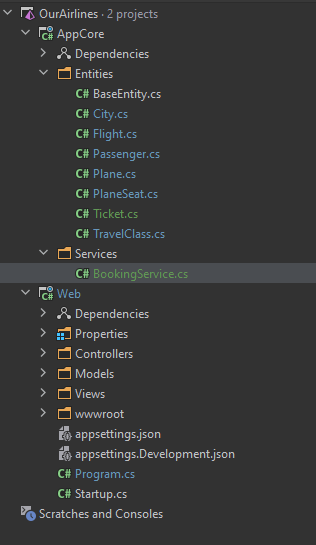 OurAirlines · 2 projects
AppCore
Dependencies
Entities
C# BaseEntity.cs
C# City.cs
C# Flight.cs
C# Passenger.cs
C# Plane.cs
C# PlaneSeat.cs
C# Ticket.cs
C# TravelClass.cs
Services
C# BookingService.cs
Web
Dependencies
Properties
Controllers
Models
Views
wwwroot
appsettings.json
appsettings.Development.json
C# Program.cs
C# Startup.cs
Scratches and Consoles